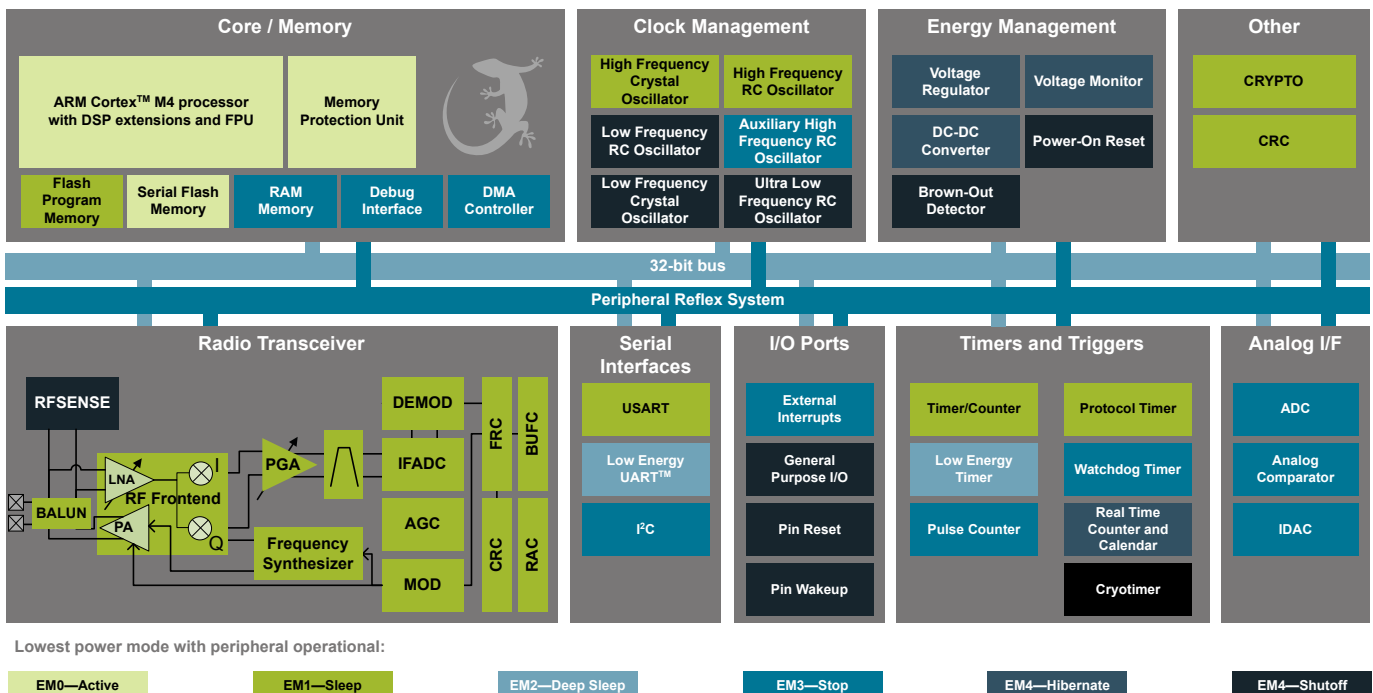 Core / Memory
ARM Cortex™ M4 processor
with DSP extensions and FPU
Memory
Protection Unit
Flash
Program
Memory
Serial Flash
Memory
RAM
Memory
Debug
Interface
DMA
Controller
Clock Management
High Frequency
Crystal
Oscillator
High Frequency
RC Oscillator
Low Frequency
RC Oscillator
Auxiliary High
Frequency RC
Oscillator
Low Frequency
Crystal
Oscillator
Ultra Low
Frequency RC
Oscillator
Energy Management
Voltage
Regulator
Voltage Monitor
DC-DC
Converter
Power-On Reset
Brown-Out
Detector
Other
CRYPTO
CRC
32-bit bus
Peripheral Reflex System
Radio Transceiver
RFSENSE
BALUN
LNA
RF Frontend
PA
I
Q
PGA
Frequency
Synthesizer
DEMOD
IFADC
AGC
MOD
FRC
BUFC
CRC
RAC
Serial
Interfaces
USART
Low Energy
UART™
I²C
I/O Ports
External
Interrupts
General
Purpose I/O
Pin Reset
Pin Wakeup
Timers and Triggers
Timer/Counter
Protocol Timer
Low Energy
Timer
Watchdog Timer
Pulse Counter
Real Time
Counter and
Calendar
Cryotimer
Analog I/F
ADC
Analog
Comparator
IDAC
Lowest power mode with peripheral operational:
EM0—Active
EM1—Sleep
EM2—Deep Sleep
EM3—Stop
EM4—Hibernate
EM4—Shutoff